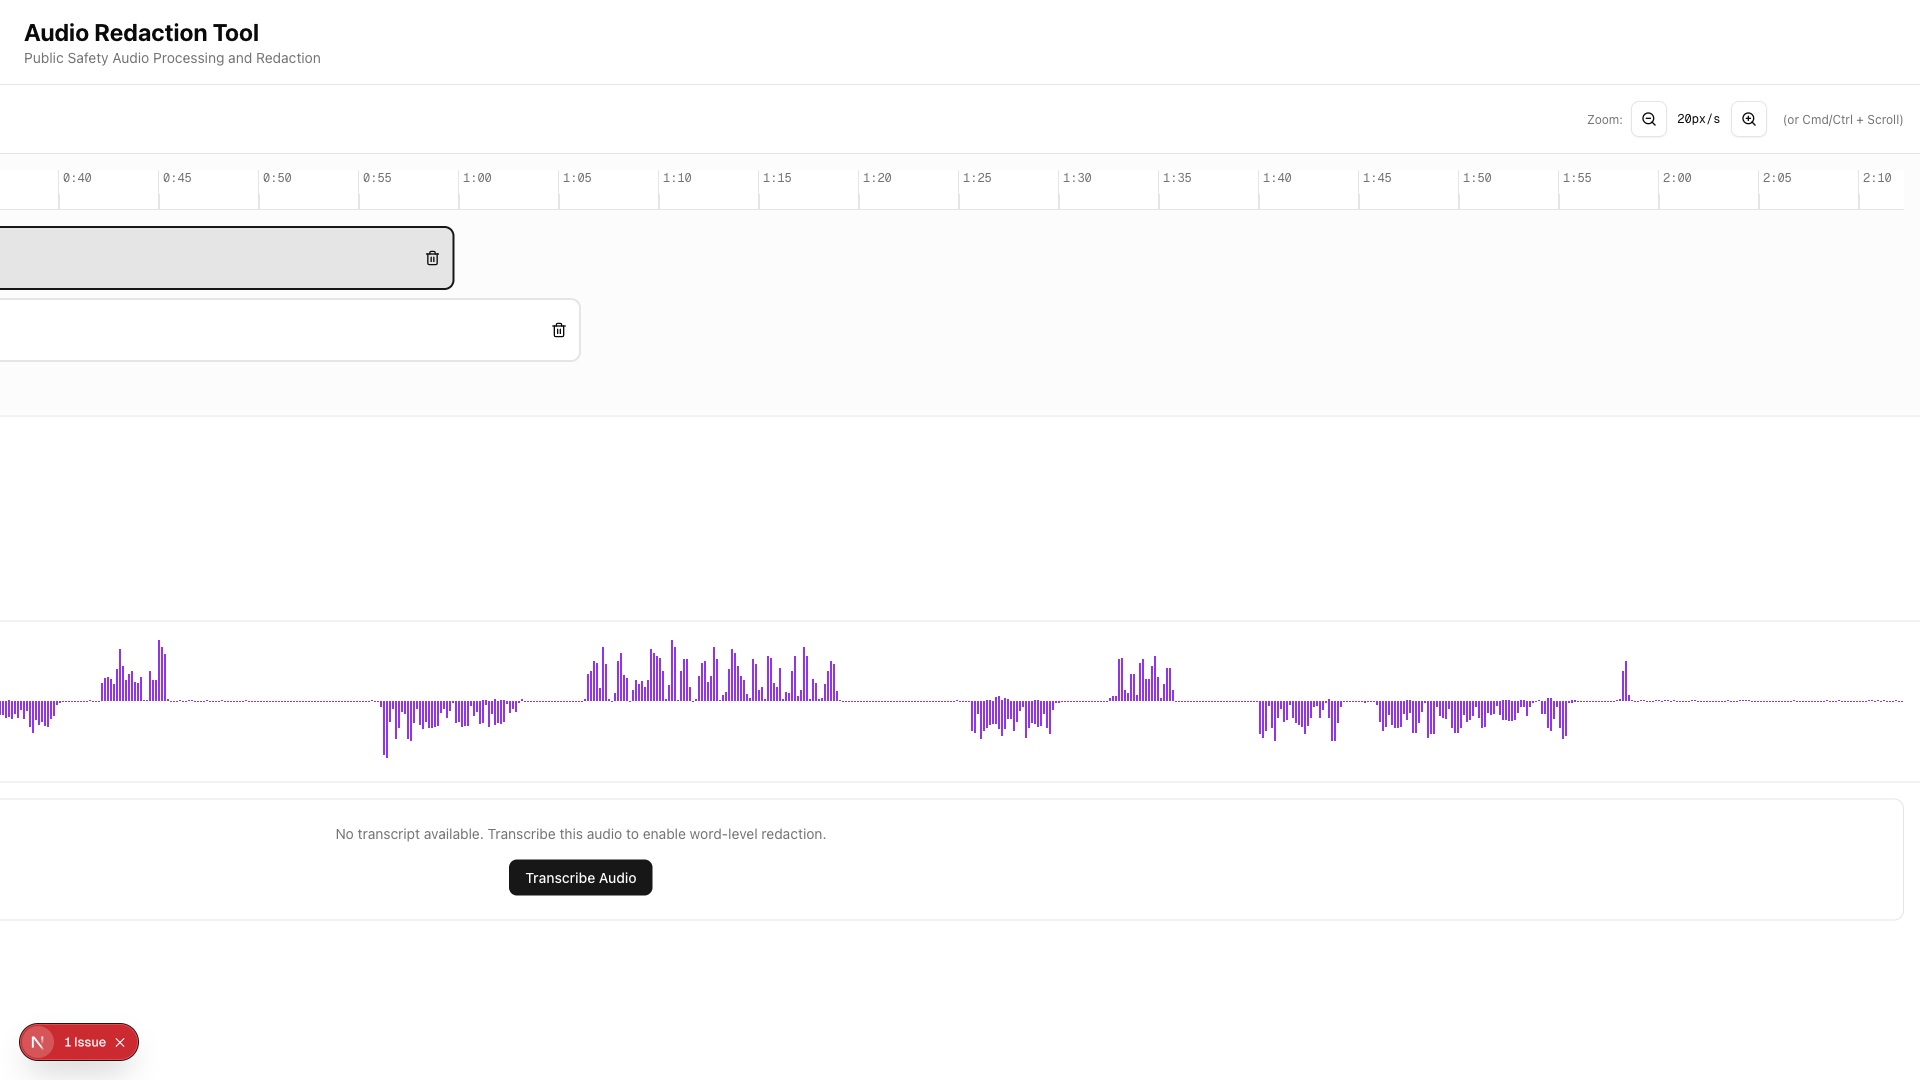 Audio Redaction Tool
Public Safety Audio Processing and Redaction
Zoom: 20px/s (or Cmd/Ctrl + Scroll)
0:40 0:45 0:50 0:55 1:00 1:05 1:10 1:15 1:20 1:25 1:30 1:35 1:40 1:45 1:50 1:55 2:00 2:05 2:10
No transcript available. Transcribe this audio to enable word-level redaction.
Transcribe Audio
N 1 Issue